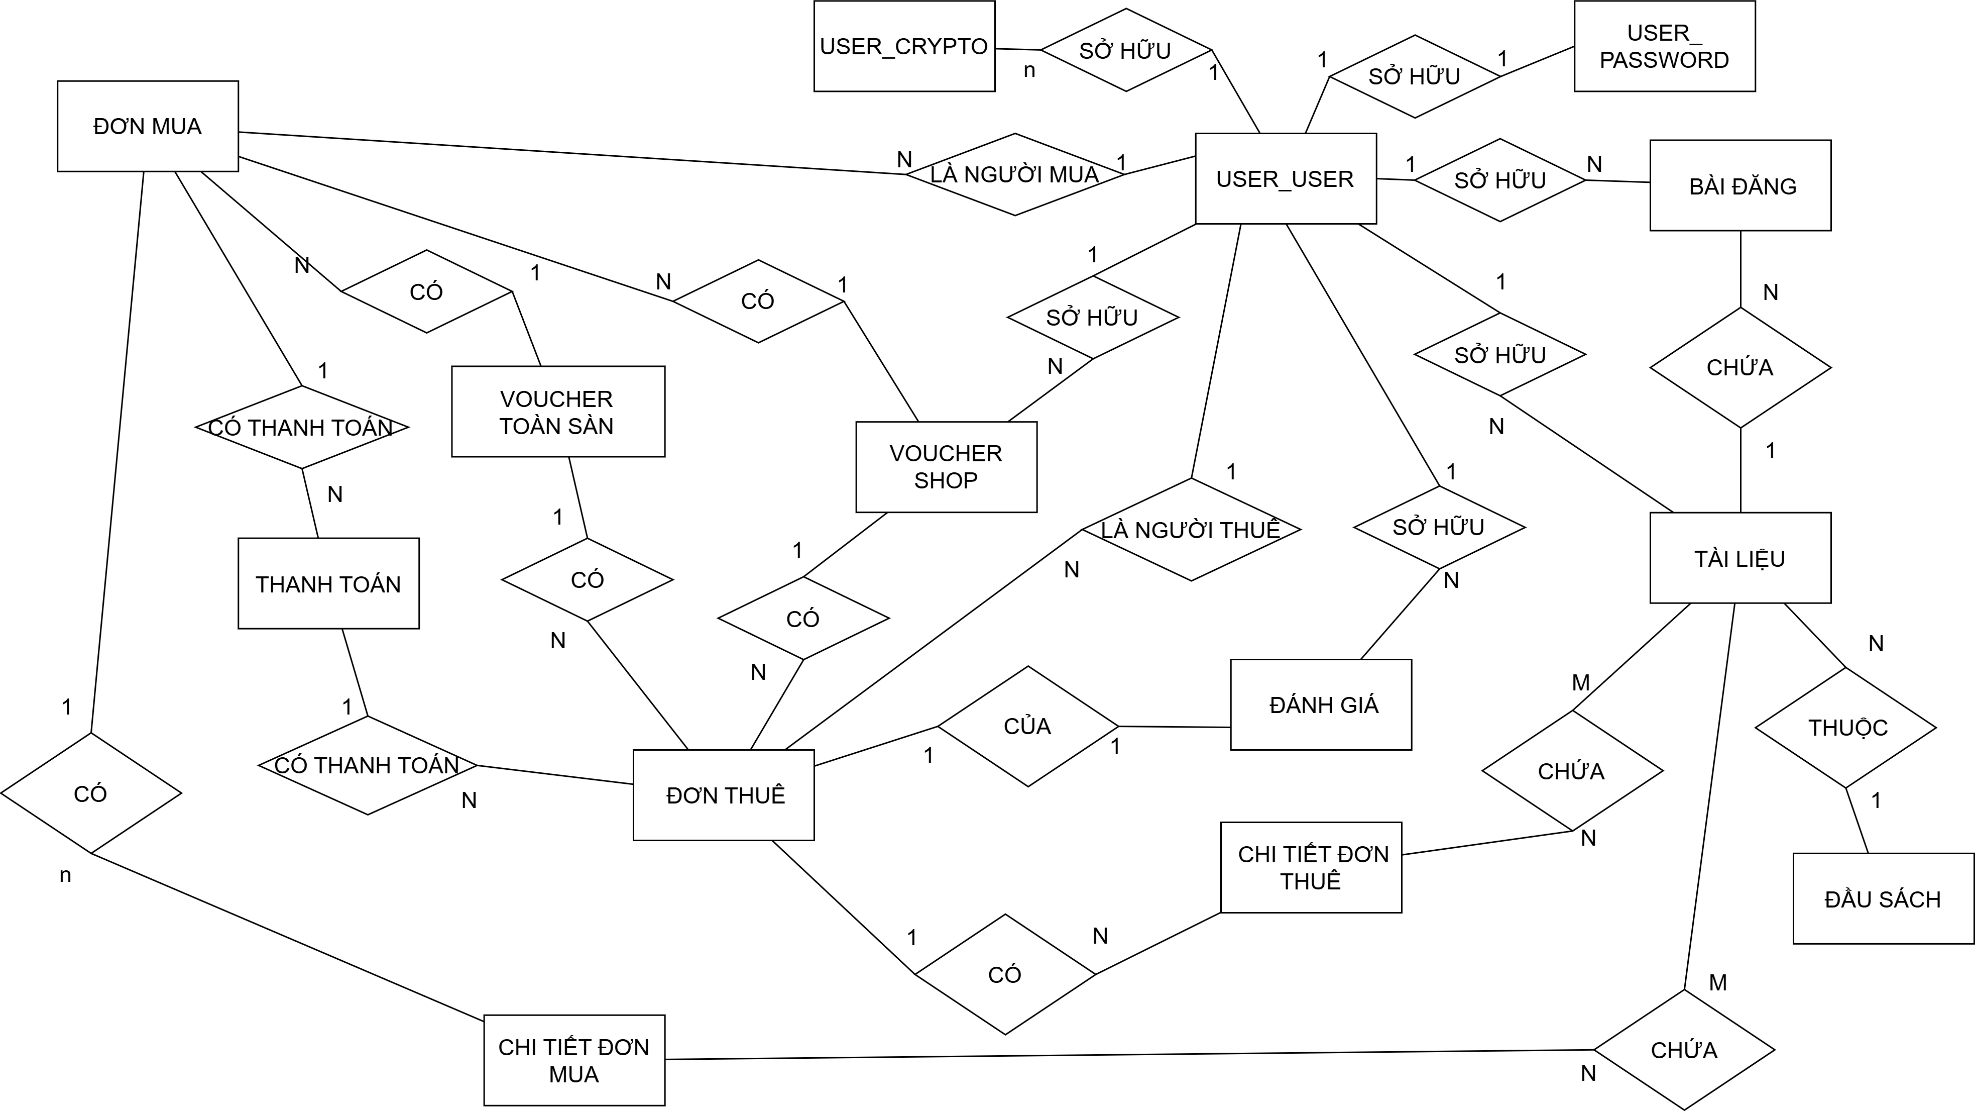 USER_CRYPTO
n
SỞ HỮU
1
1
SỞ HỮU
1
USER_
PASSWORD
ĐƠN MUA
N
LÀ NGƯỜI MUA
1
USER_USER
1
SỞ HỮU
N
BÀI ĐĂNG
N
CÓ
1
N
CÓ
1
1
SỞ HỮU
N
1
SỞ HỮU
N
N
CHỨA
1
1
CÓ THANH TOÁN
N
VOUCHER
TOÀN SÀN
VOUCHER
SHOP
1
LÀ NGƯỜI THUÊ
N
1
SỞ HỮU
N
THANH TOÁN
1
CÓ
N
1
CÓ
N
TÀI LIỆU
1
CÓ
n
1
CÓ THANH TOÁN
N
ĐƠN THUÊ
1
CỦA
1
ĐÁNH GIÁ
M
CHỨA
N
N
THUỘC
1
CHI TIẾT ĐƠN
THUÊ
ĐẦU SÁCH
1
CÓ
N
CHI TIẾT ĐƠN
MUA
M
CHỨA
N